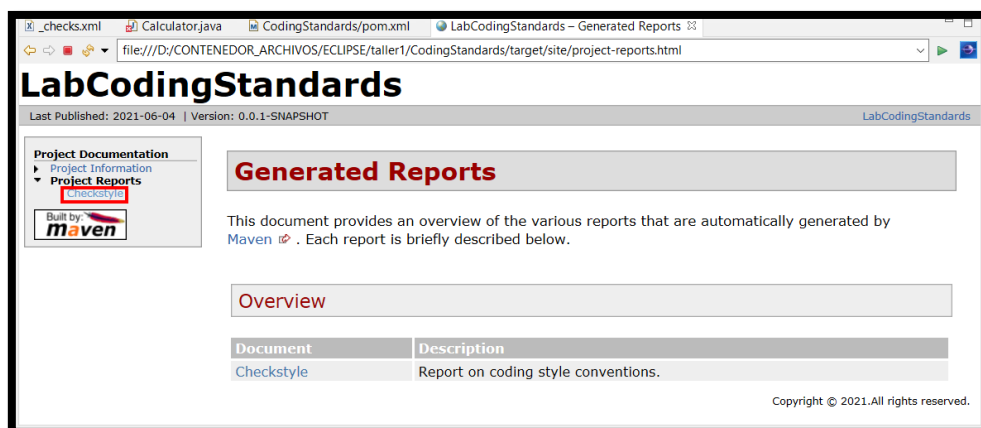 _checks.xml Calculator.java CodingStandards/pom.xml LabCodingStandards – Generated Reports
file:///D:/CONTENEDOR_ARCHIVOS/ECLIPSE/taller1/CodingStandards/target/site/project-reports.html
LabCodingStandards
Last Published: 2021-06-04 | Version: 0.0.1-SNAPSHOT LabCodingStandards
Project Documentation
Project Information
Project Reports
Checkstyle
Built by:
maven
Generated Reports
This document provides an overview of the various reports that are automatically generated by
Maven . Each report is briefly described below.
Overview
Document Description
Checkstyle Report on coding style conventions.
Copyright © 2021.All rights reserved.